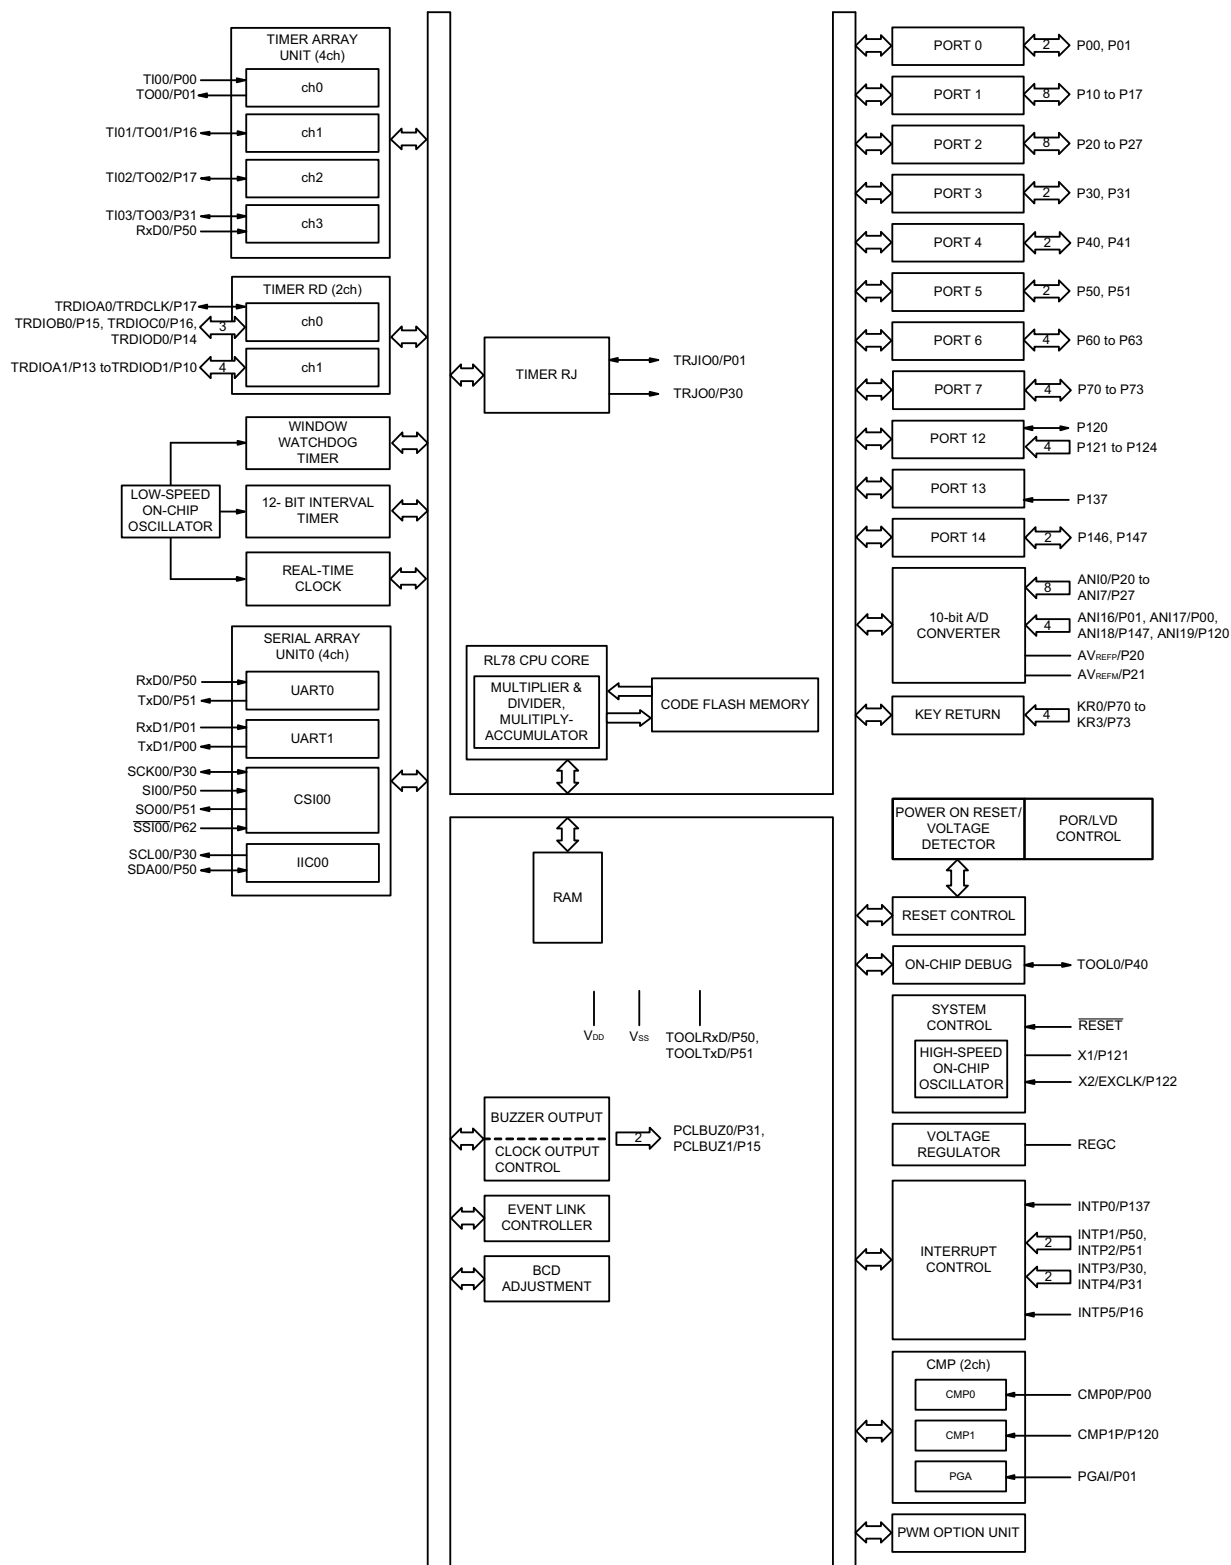 TIMER ARRAY
UNIT (4ch)
TI00/P00
TO00/P01
ch0
TI01/TO01/P16
ch1
TI02/TO02/P17
ch2
TI03/TO03/P31
RxD0/P50
ch3
TIMER RD (2ch)
TRDIOA0/TRDCLK/P17
TRDIOB0/P15, TRDIOC0/P16,
TRDIOD0/P14
3
ch0
TRDIOA1/P13 toTRDIOD1/P10
4
ch1
WINDOW
WATCHDOG
TIMER
LOW-SPEED
ON-CHIP
OSCILLATOR
12- BIT INTERVAL
TIMER
REAL-TIME
CLOCK
SERIAL ARRAY
UNIT0 (4ch)
RxD0/P50
TxD0/P51
UART0
RxD1/P01
TxD1/P00
UART1
SCK00/P30
SI00/P50
SO00/P51
SSI00/P62
CSI00
SCL00/P30
SDA00/P50
IIC00
TIMER RJ
TRJIO0/P01
TRJO0/P30
RL78 CPU CORE
MULTIPLIER &
DIVIDER,
MULITIPLY-
ACCUMULATOR
CODE FLASH MEMORY
RAM
VDD
VSS
TOOLRxD/P50,
TOOLTxD/P51
BUZZER OUTPUT
CLOCK OUTPUT
CONTROL
2
PCLBUZ0/P31,
PCLBUZ1/P15
EVENT LINK
CONTROLLER
BCD
ADJUSTMENT
PORT 0
2
P00, P01
PORT 1
8
P10 to P17
PORT 2
8
P20 to P27
PORT 3
2
P30, P31
PORT 4
2
P40, P41
PORT 5
2
P50, P51
PORT 6
4
P60 to P63
PORT 7
4
P70 to P73
PORT 12
P120
4
P121 to P124
PORT 13
P137
PORT 14
2
P146, P147
10-bit A/D
CONVERTER
8
ANI0/P20 to
ANI7/P27
4
ANI16/P01, ANI17/P00,
ANI18/P147, ANI19/P120
AVREFP/P20
AVREFM/P21
KEY RETURN
4
KR0/P70 to
KR3/P73
POWER ON RESET/
VOLTAGE
DETECTOR
POR/LVD
CONTROL
RESET CONTROL
ON-CHIP DEBUG
TOOL0/P40
SYSTEM
CONTROL
HIGH-SPEED
ON-CHIP
OSCILLATOR
RESET
X1/P121
X2/EXCLK/P122
VOLTAGE
REGULATOR
REGC
INTERRUPT
CONTROL
INTP0/P137
2
INTP1/P50,
INTP2/P51
2
INTP3/P30,
INTP4/P31
INTP5/P16
CMP (2ch)
CMP0
CMP0P/P00
CMP1
CMP1P/P120
PGA
PGAI/P01
PWM OPTION UNIT